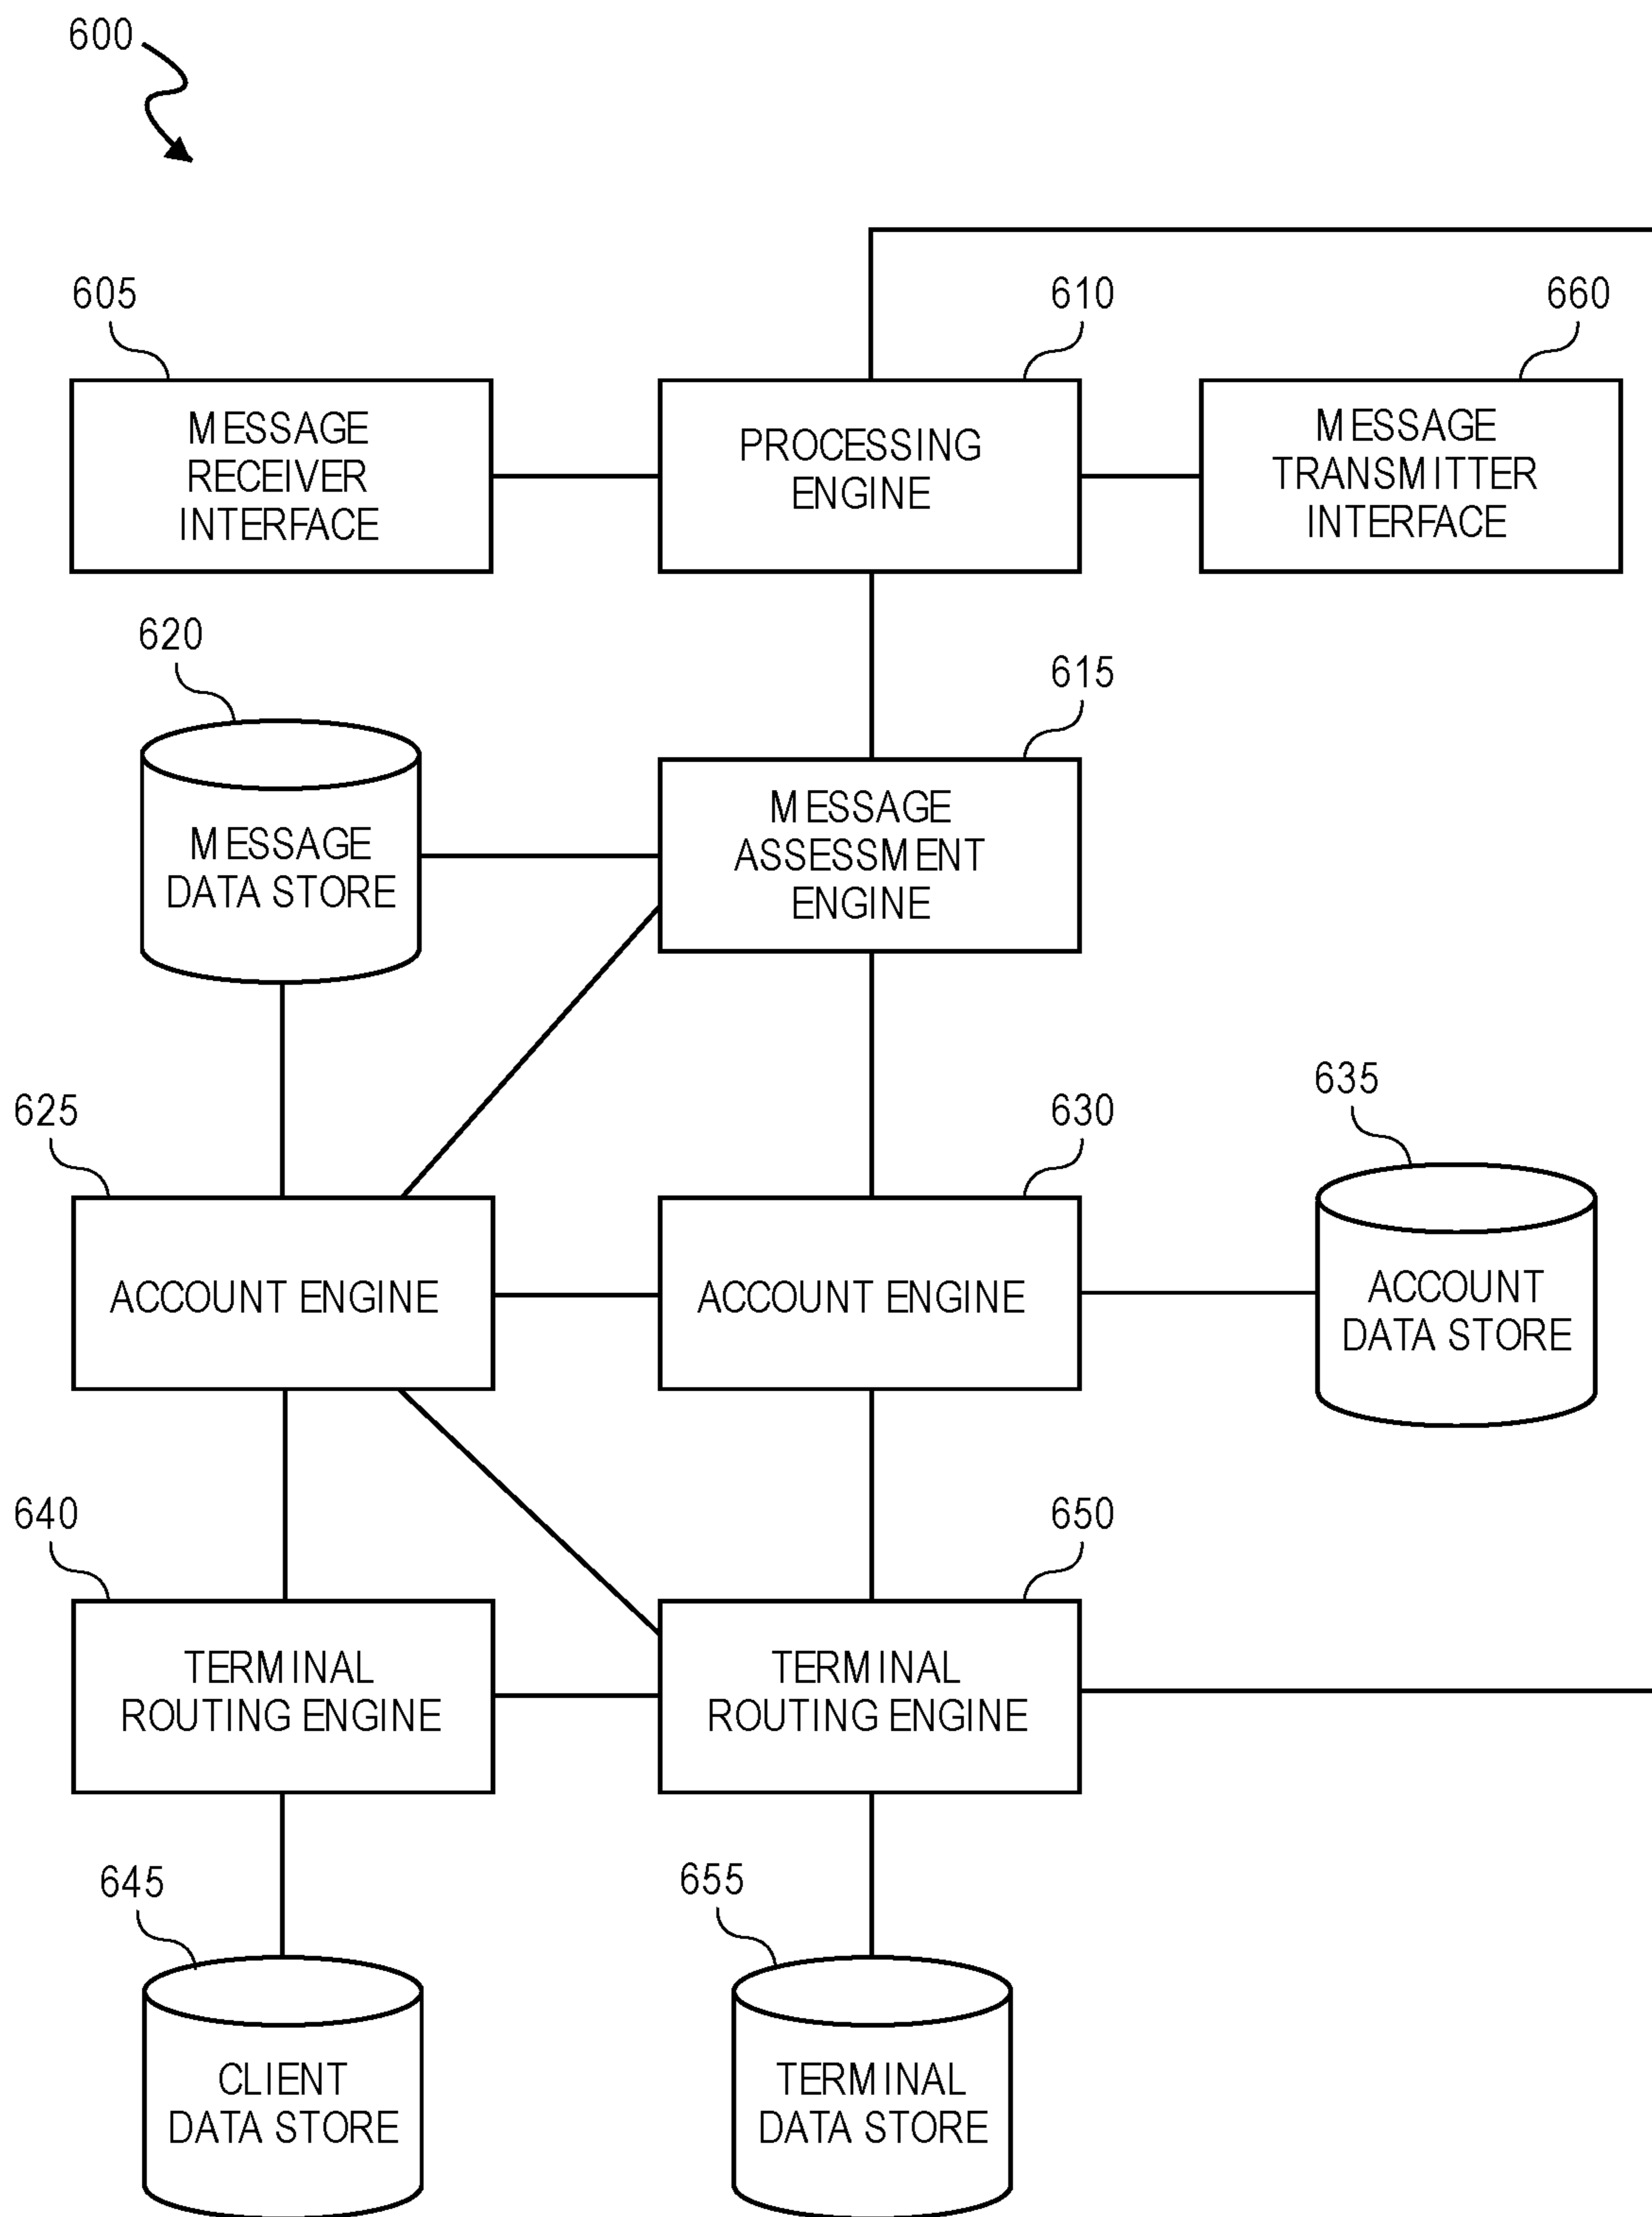 600
605
610
660
MESSAGE
RECEIVER
INTERFACE
PROCESSING
ENGINE
MESSAGE
TRANSMITTER
INTERFACE
620
615
MESSAGE
DATA STORE
MESSAGE
ASSESSMENT
ENGINE
625
630
635
ACCOUNT ENGINE
ACCOUNT ENGINE
ACCOUNT
DATA STORE
640
650
TERMINAL
ROUTING ENGINE
TERMINAL
ROUTING ENGINE
645
655
CLIENT
DATA STORE
TERMINAL
DATA STORE